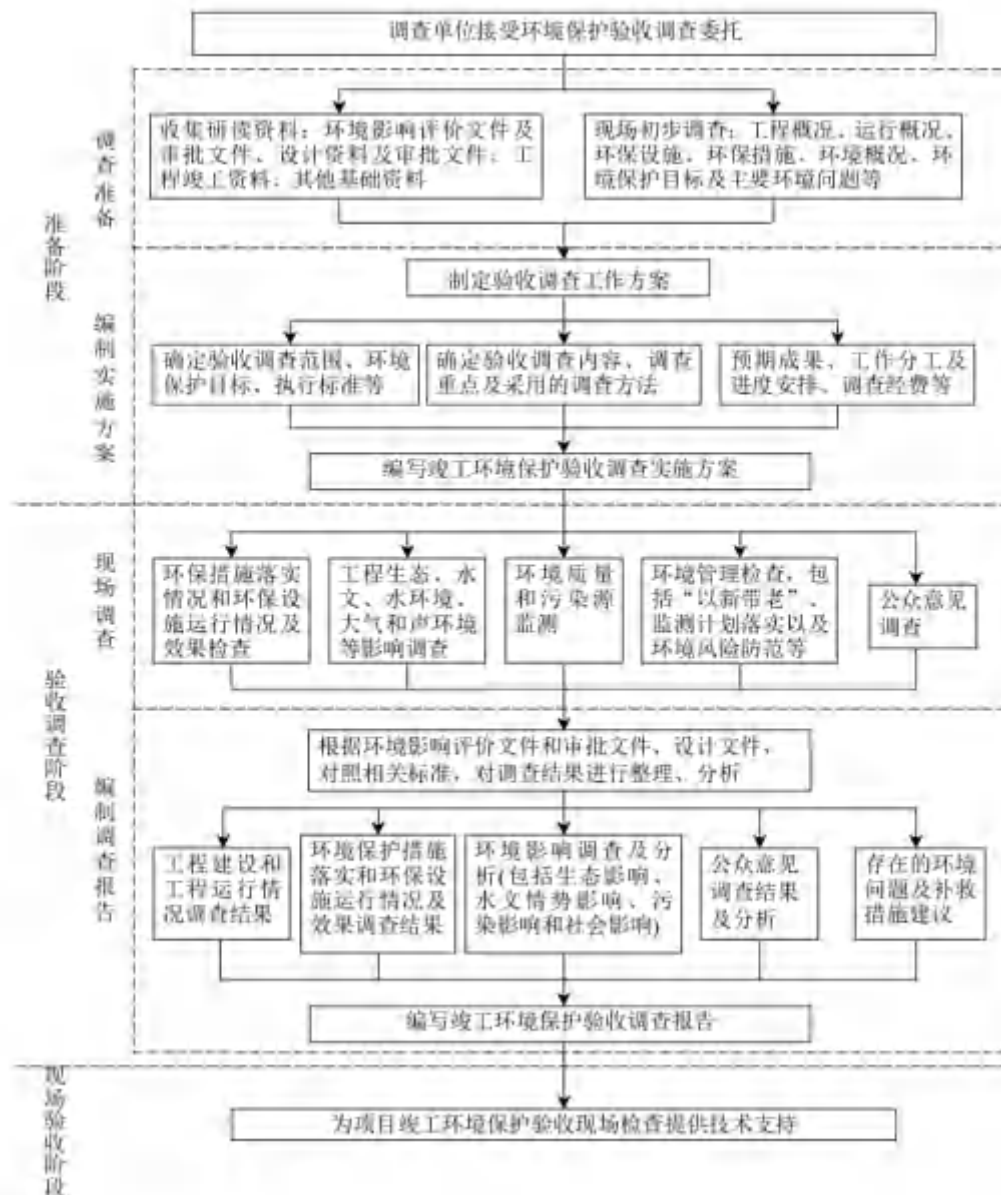 调查单位接受环境保护验收调查委托
准备阶段
调查准备
收集研读资料：环境影响评价文件及
审批文件、设计资料及审批文件；工
程竣工资料；其他基础资料
现场初步调查：工程概况、运行概况、
环保设施、环保措施、环境概况、环
境保护目标及主要环境问题等
编制实施方案
制定验收调查工作方案
确定验收调查范围、环境
保护目标、执行标准等
确定验收调查内容、调查
重点及采用的调查方法
预期成果、工作分工及
进度安排、调查经费等
编写竣工环境保护验收调查实施方案
验收调查阶段
现场调查
环保措施落实
情况和环保设
施运行情况及
效果检查
工程生态、水
文、水环境、
大气和声环境
等影响调查
环境质量
和污染源
监测
环境管理检查，包
括“以新带老”、
监测计划落实以及
环境风险防范等
公众意见
调查
编制调查报告
根据环境影响评价文件和审批文件、设计文件，
对照相关标准，对调查结果进行整理、分析
工程建设和
工程运行情
况调查结果
环境保护措施
落实和环保设
施运行情况及
效果调查结果
环境影响调查及分
析(包括生态影响、
水文情势影响、污
染影响和社会影响)
公众意见
调查结果
及分析
存在的环境
问题及补救
措施建议
编写竣工环境保护验收调查报告
现场验收阶段
为项目竣工环境保护验收现场检查提供技术支持